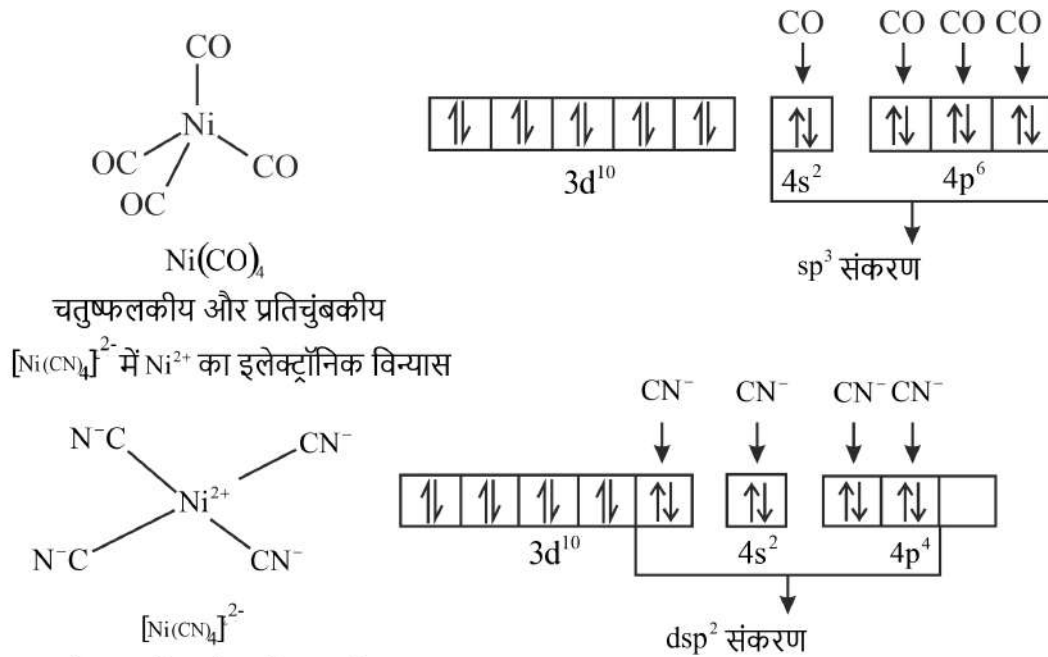 CO
CO CO CO CO
Ni
OC CO
OC
3d¹⁰ 4s² 4p⁶
Ni(CO)₄
sp³ संकरण
चतुष्फलकीय और प्रतिचुंबकीय
[Ni(CN)₄]²⁻ में Ni²⁺ का इलेक्ट्रॉनिक विन्यास
CN⁻ CN⁻ CN⁻ CN⁻
N⁻C CN⁻
Ni²⁺
N⁻C CN⁻
3d¹⁰ 4s² 4p⁴
[Ni(CN)₄]²⁻
dsp² संकरण